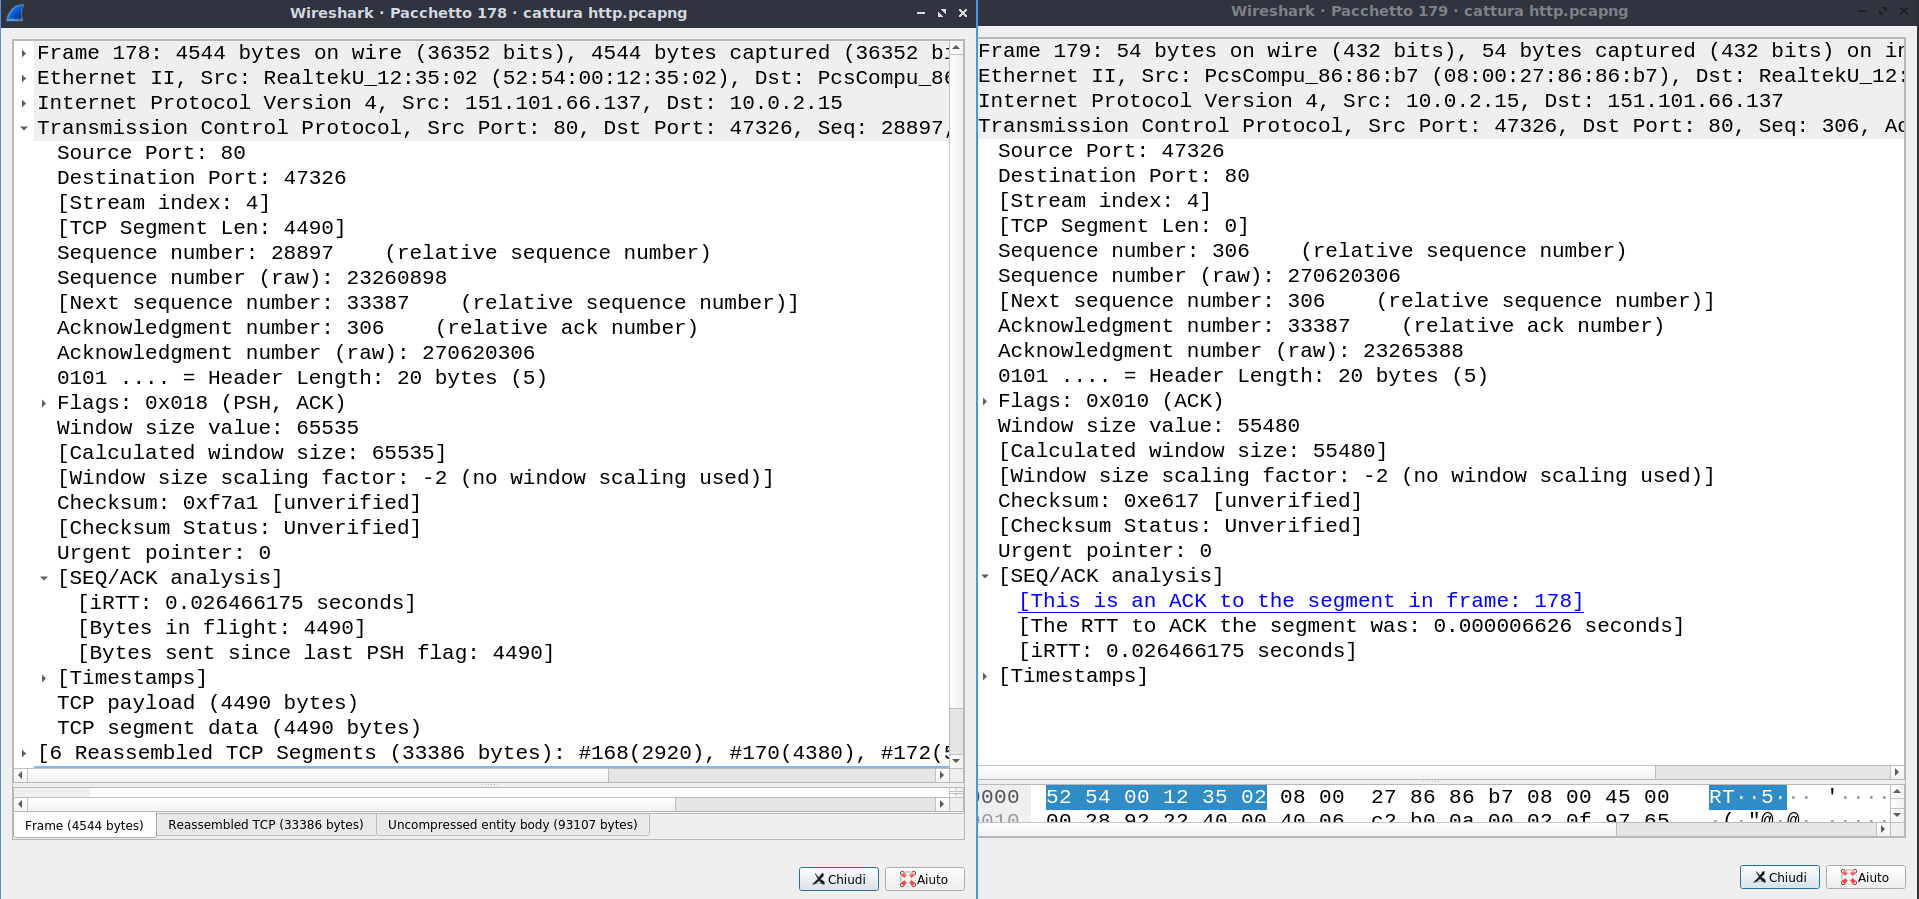 Wireshark · Pacchetto 178 · cattura http.pcapng
Frame 178: 4544 bytes on wire (36352 bits), 4544 bytes captured (36352
Ethernet II, Src: RealtekU_12:35:02 (52:54:00:12:35:02), Dst: PcsCompu_86
Internet Protocol Version 4, Src: 151.101.66.137, Dst: 10.0.2.15
Transmission Control Protocol, Src Port: 80, Dst Port: 47326, Seq: 28897,
Source Port: 80
Destination Port: 47326
[Stream index: 4]
[TCP Segment Len: 4490]
Sequence number: 28897    (relative sequence number)
Sequence number (raw): 23260898
[Next sequence number: 33387    (relative sequence number)]
Acknowledgment number: 306    (relative ack number)
Acknowledgment number (raw): 270620306
0101 .... = Header Length: 20 bytes (5)
Flags: 0x018 (PSH, ACK)
Window size value: 65535
[Calculated window size: 65535]
[Window size scaling factor: -2 (no window scaling used)]
Checksum: 0xf7a1 [unverified]
[Checksum Status: Unverified]
Urgent pointer: 0
[SEQ/ACK analysis]
[iRTT: 0.026466175 seconds]
[Bytes in flight: 4490]
[Bytes sent since last PSH flag: 4490]
[Timestamps]
TCP payload (4490 bytes)
TCP segment data (4490 bytes)
[6 Reassembled TCP Segments (33386 bytes): #168(2920), #170(4380), #172(5
Frame (4544 bytes)
Reassembled TCP (33386 bytes)
Uncompressed entity body (93107 bytes)
Chiudi
Aiuto
Wireshark · Pacchetto 179 · cattura http.pcapng
Frame 179: 54 bytes on wire (432 bits), 54 bytes captured (432 bits) on in
Ethernet II, Src: PcsCompu_86:86:b7 (08:00:27:86:86:b7), Dst: RealtekU_12:
Internet Protocol Version 4, Src: 10.0.2.15, Dst: 151.101.66.137
Transmission Control Protocol, Src Port: 47326, Dst Port: 80, Seq: 306, Ac
Source Port: 47326
Destination Port: 80
[Stream index: 4]
[TCP Segment Len: 0]
Sequence number: 306    (relative sequence number)
Sequence number (raw): 270620306
[Next sequence number: 306    (relative sequence number)]
Acknowledgment number: 33387    (relative ack number)
Acknowledgment number (raw): 23265388
0101 .... = Header Length: 20 bytes (5)
Flags: 0x010 (ACK)
Window size value: 55480
[Calculated window size: 55480]
[Window size scaling factor: -2 (no window scaling used)]
Checksum: 0xe617 [unverified]
[Checksum Status: Unverified]
Urgent pointer: 0
[SEQ/ACK analysis]
[This is an ACK to the segment in frame: 178]
[The RTT to ACK the segment was: 0.000006626 seconds]
[iRTT: 0.026466175 seconds]
[Timestamps]
0000 52 54 00 12 35 02 08 00 27 86 86 b7 08 00 45 00 RT··5··· '·····
0010 00 28 92 22 40 00 40 06 c2 b0 0a 00 02 0f 97 65 ·(·"@·@·
Chiudi
Aiuto